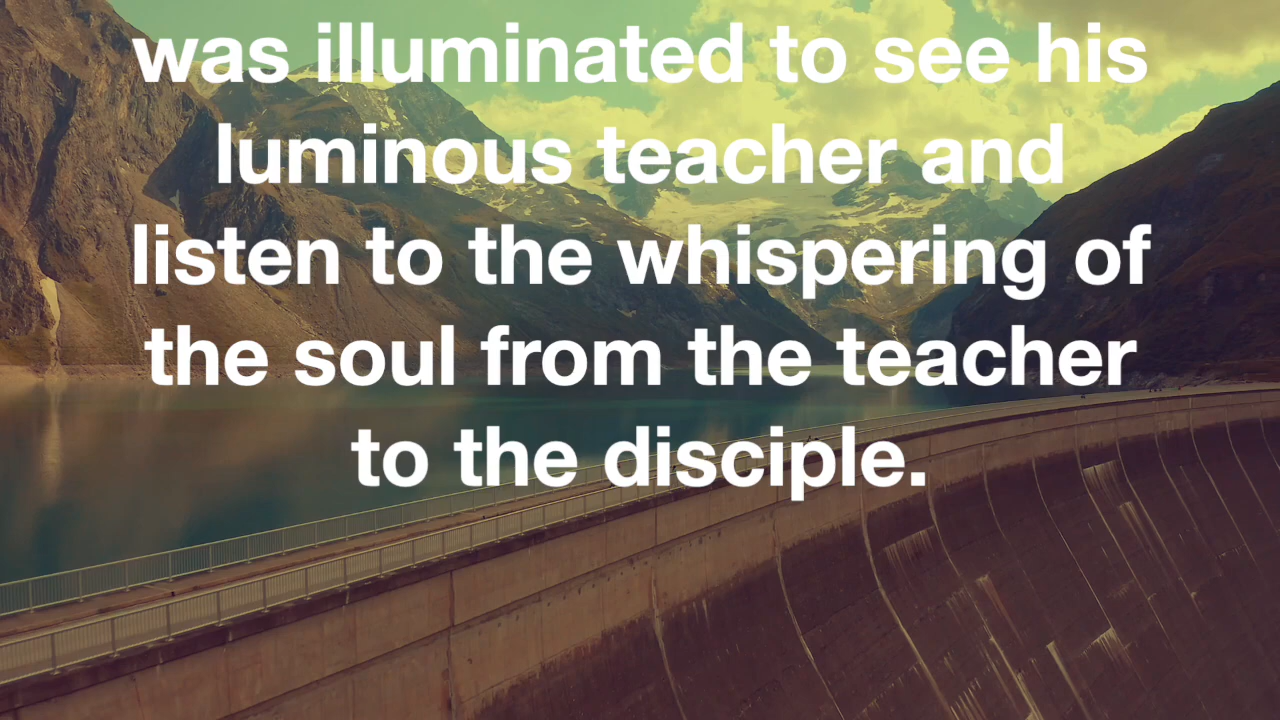 was illuminated to see his
luminous teacher and
listen to the whispering of
the soul from the teacher
to the disciple.